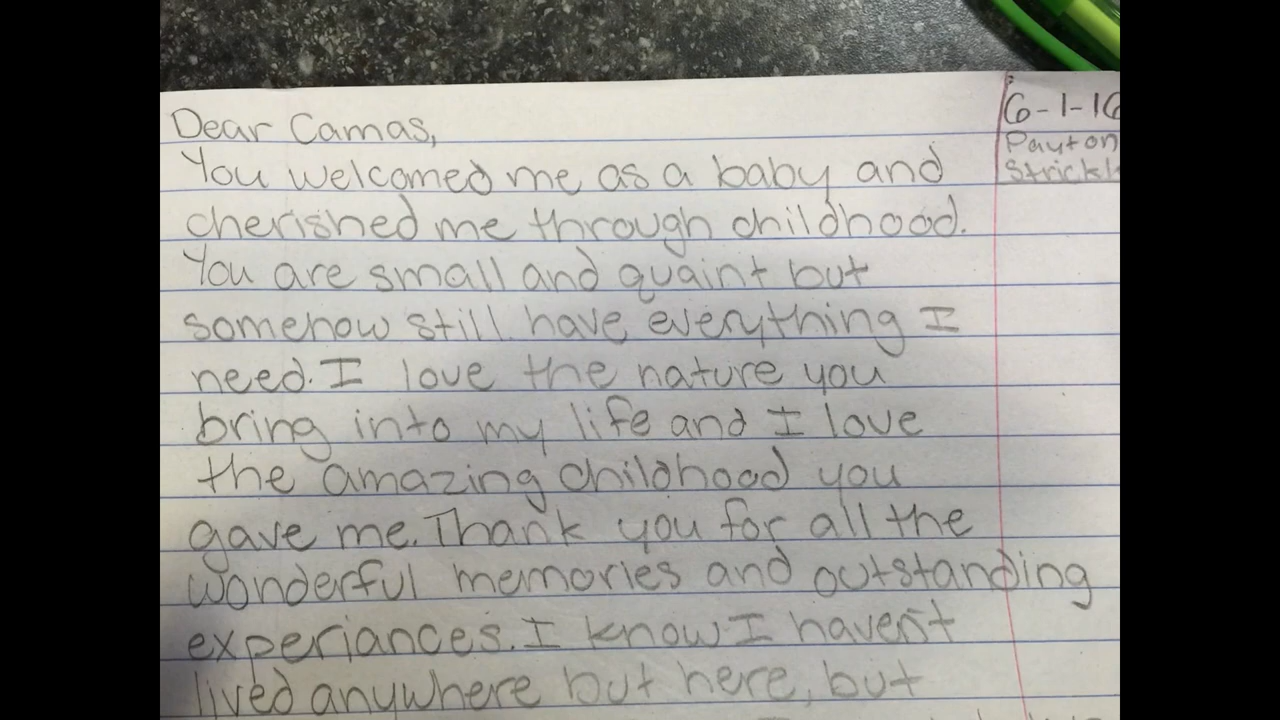 Dear Camas,
6-1-16
Payton
You welcomed me as a baby and
cherished me through childhood.
You are small and quaint but
somehow still have everything I
need. I love the nature you
bring into my life and I love
the amazing childhood you
gave me. Thank you for all the
wonderful memories and outstanding
experiances. I know I haven't
lived anywhere but here, but